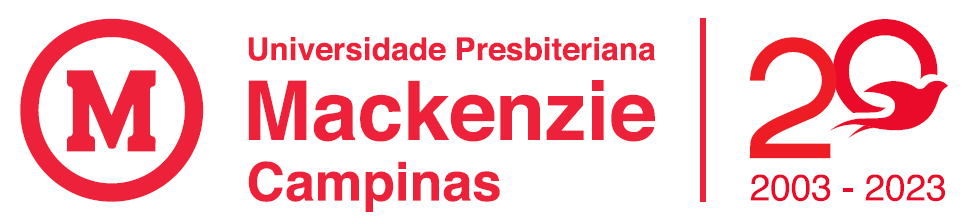 M
Universidade Presbiteriana
Mackenzie
Campinas
20
2003 - 2023